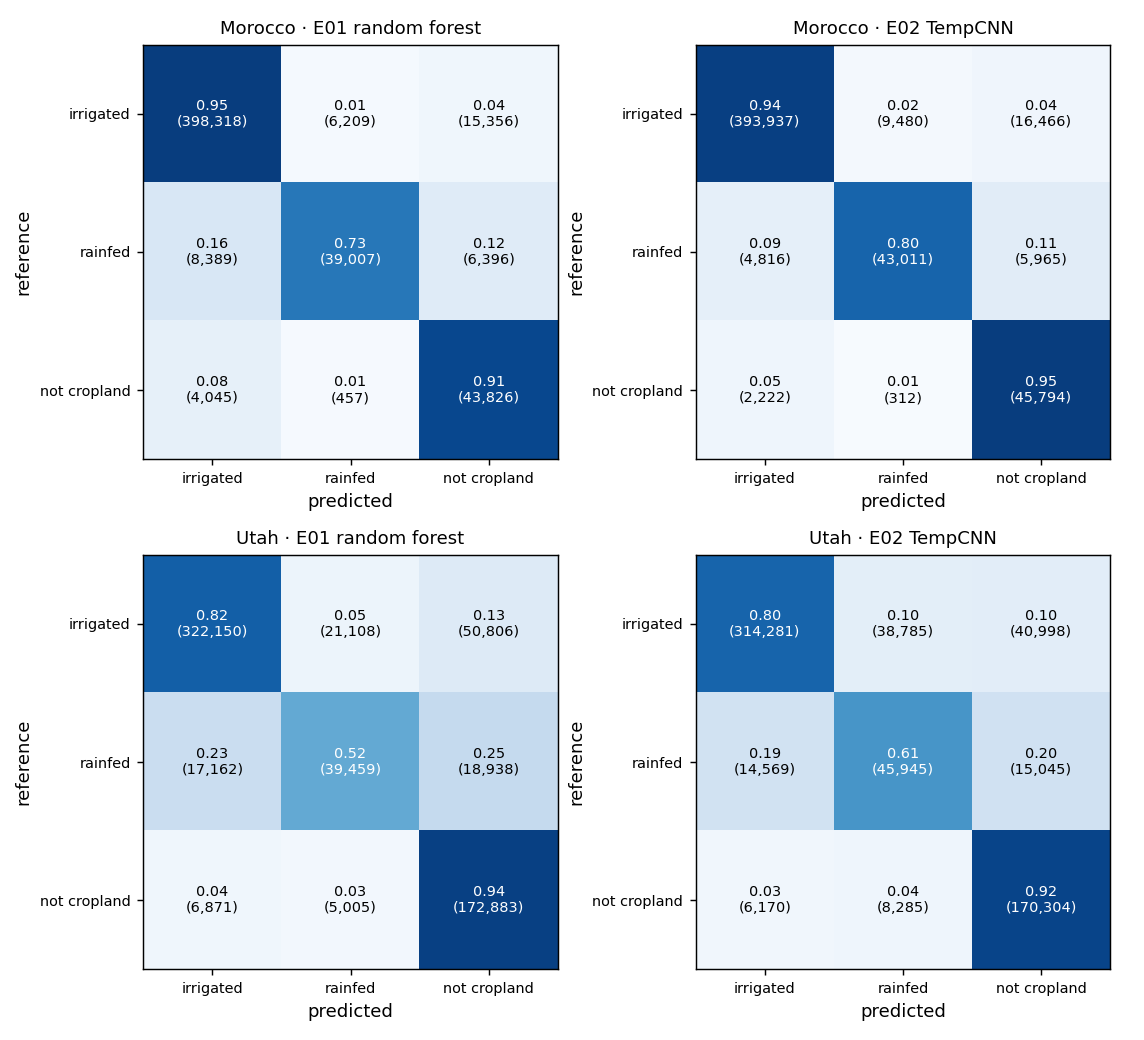 Morocco · E01 random forest
irrigated
0.95
(398,318)
0.01
(6,209)
0.04
(15,356)
rainfed
0.16
(8,389)
0.73
(39,007)
0.12
(6,396)
not cropland
0.08
(4,045)
0.01
(457)
0.91
(43,826)
reference
irrigated
rainfed
not cropland
predicted
Morocco · E02 TempCNN
irrigated
0.94
(393,937)
0.02
(9,480)
0.04
(16,466)
rainfed
0.09
(4,816)
0.80
(43,011)
0.11
(5,965)
not cropland
0.05
(2,222)
0.01
(312)
0.95
(45,794)
reference
irrigated
rainfed
not cropland
predicted
Utah · E01 random forest
irrigated
0.82
(322,150)
0.05
(21,108)
0.13
(50,806)
rainfed
0.23
(17,162)
0.52
(39,459)
0.25
(18,938)
not cropland
0.04
(6,871)
0.03
(5,005)
0.94
(172,883)
reference
irrigated
rainfed
not cropland
predicted
Utah · E02 TempCNN
irrigated
0.80
(314,281)
0.10
(38,785)
0.10
(40,998)
rainfed
0.19
(14,569)
0.61
(45,945)
0.20
(15,045)
not cropland
0.03
(6,170)
0.04
(8,285)
0.92
(170,304)
reference
irrigated
rainfed
not cropland
predicted